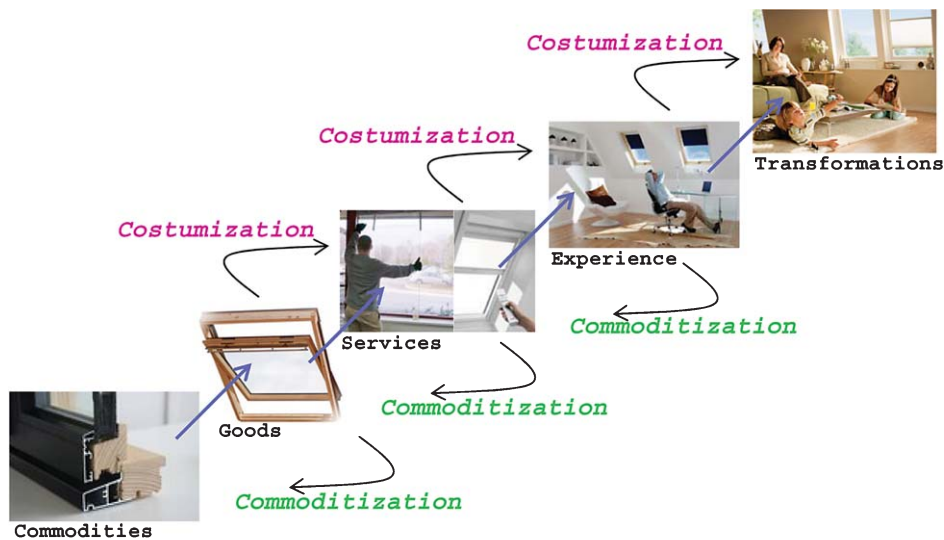 Costumization
Transformations
Costumization
Costumization
Experience
Commoditization
Services
Commoditization
Goods
Commoditization
Commodities